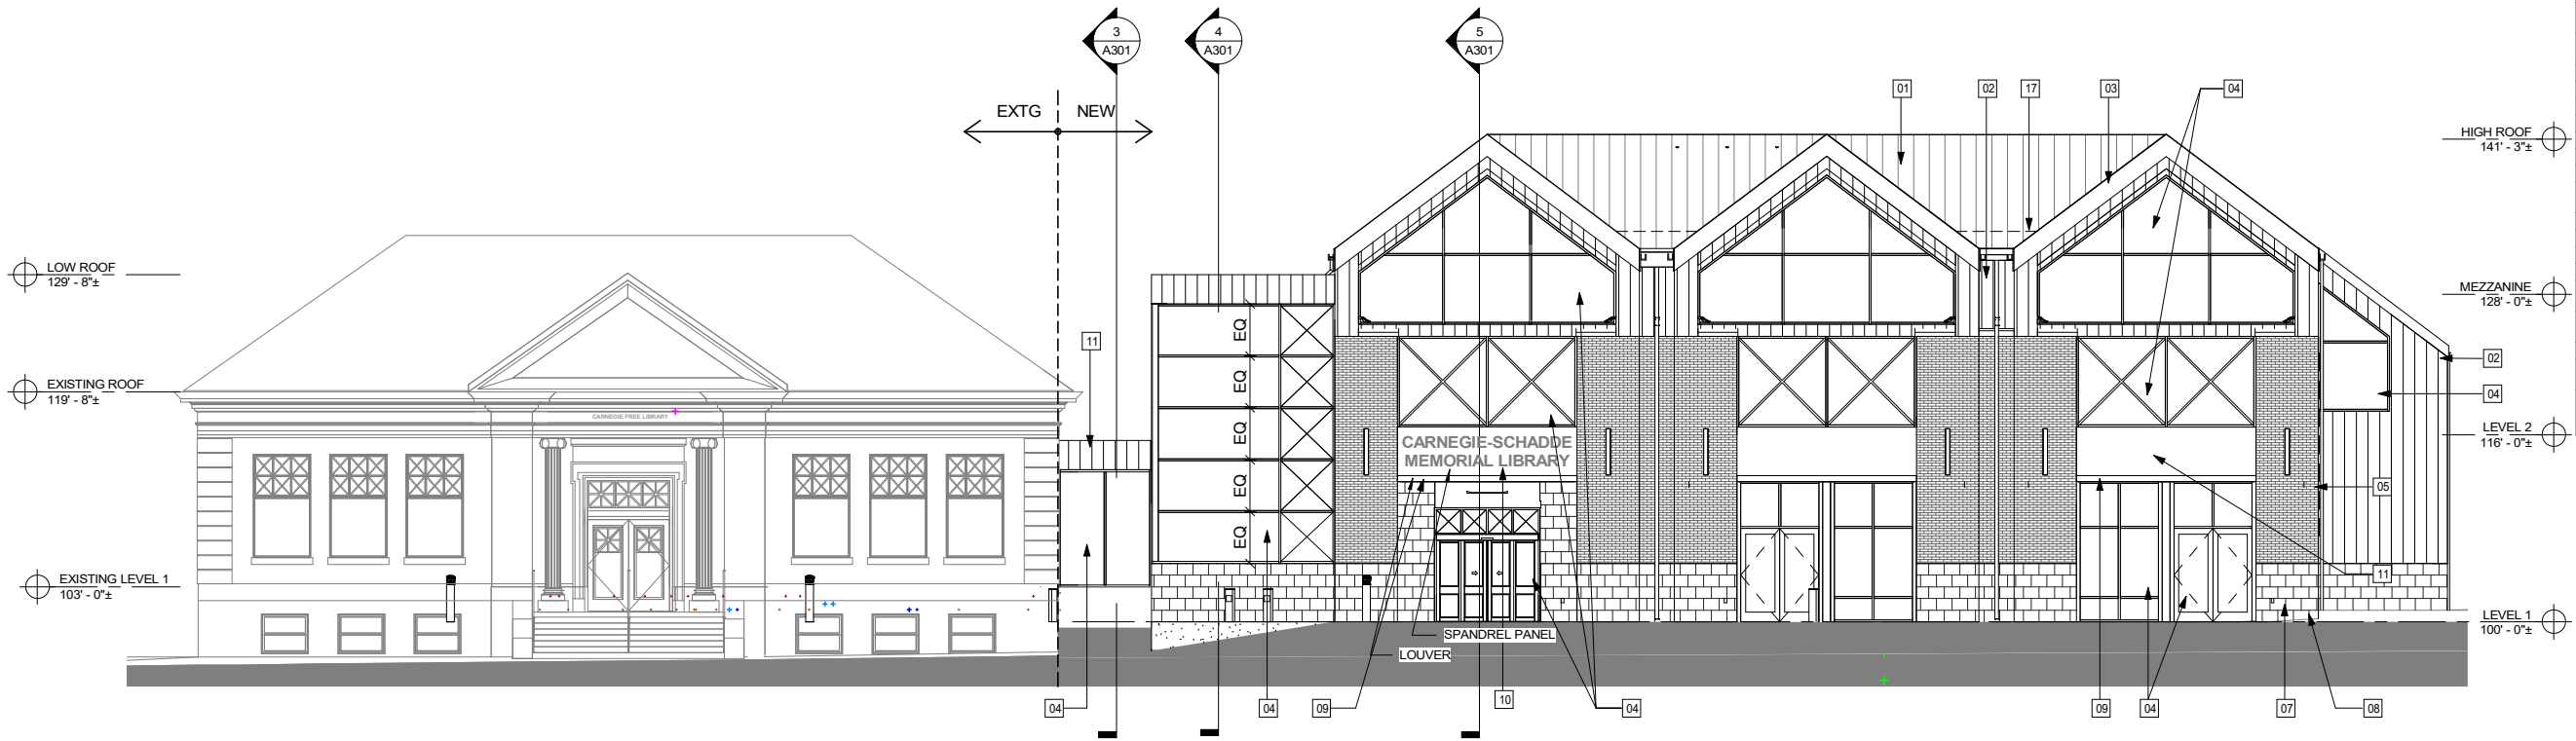 3
A301
4
A301
5
A301
EXTG
NEW
01
02
17
03
04
HIGH ROOF
141' - 3"±
LOW ROOF
129' - 8"±
MEZZANINE
128' - 0"±
EQ
EQ
EQ
EQ
EQ
11
02
EXISTING ROOF
119' - 8"±
04
CARNEGIE FREE LIBRARY
CARNEGIE-SCHADDE
MEMORIAL LIBRARY
LEVEL 2
116' - 0"±
05
11
EXISTING LEVEL 1
103' - 0"±
LEVEL 1
100' - 0"±
SPANDREL PANEL
LOUVER
04
04
09
10
04
09
04
07
08